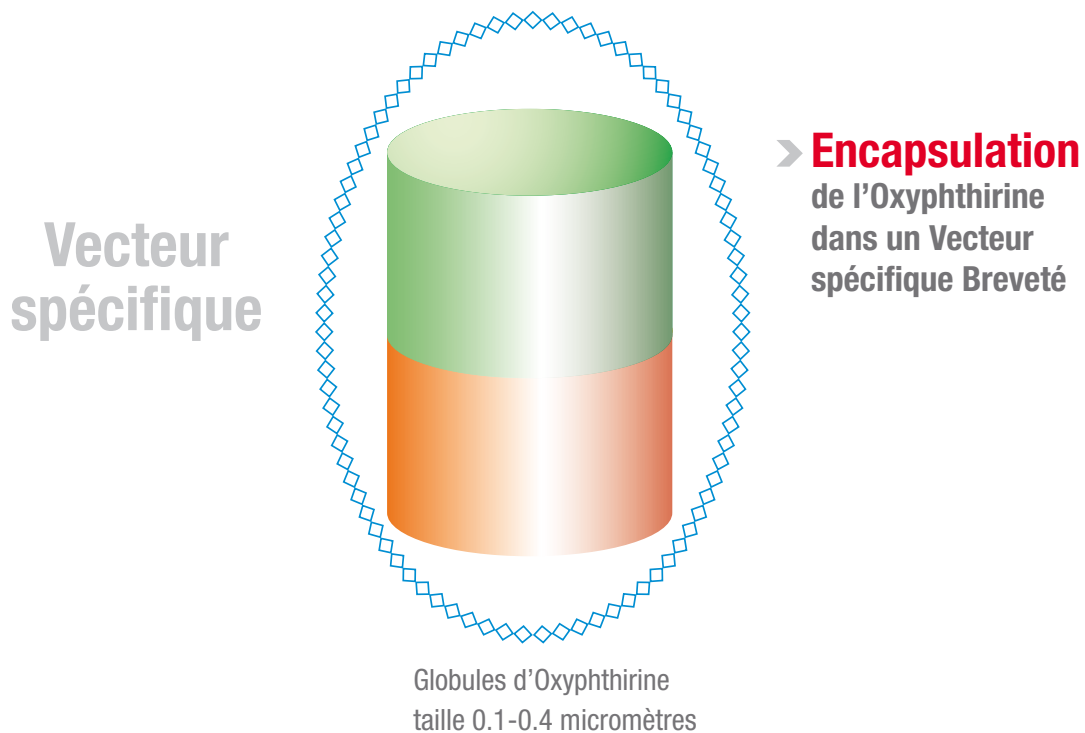 Vecteur
spécifique
Encapsulation
de l'Oxyphthirine
dans un Vecteur
spécifique Breveté
Globules d'Oxyphthirine
taille 0.1-0.4 micromètres